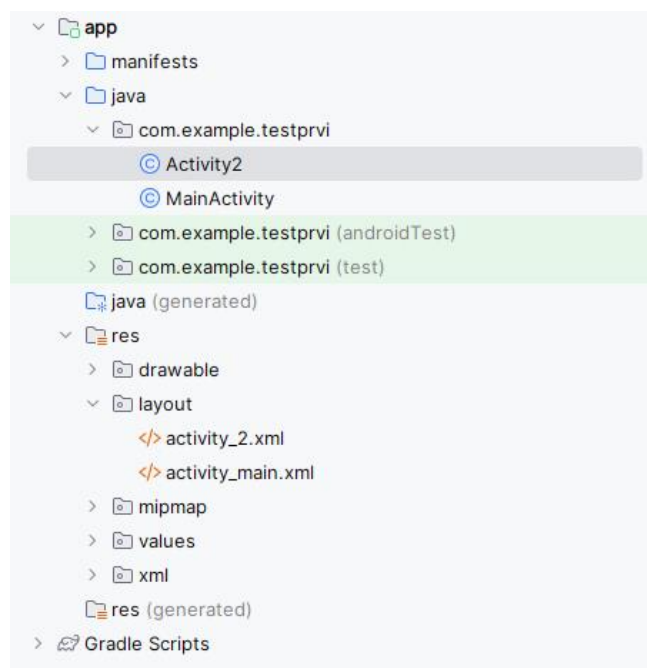 app
manifests
java
com.example.testprvi
Activity2
MainActivity
com.example.testprvi (androidTest)
com.example.testprvi (test)
java (generated)
res
drawable
layout
activity_2.xml
activity_main.xml
mipmap
values
xml
res (generated)
Gradle Scripts